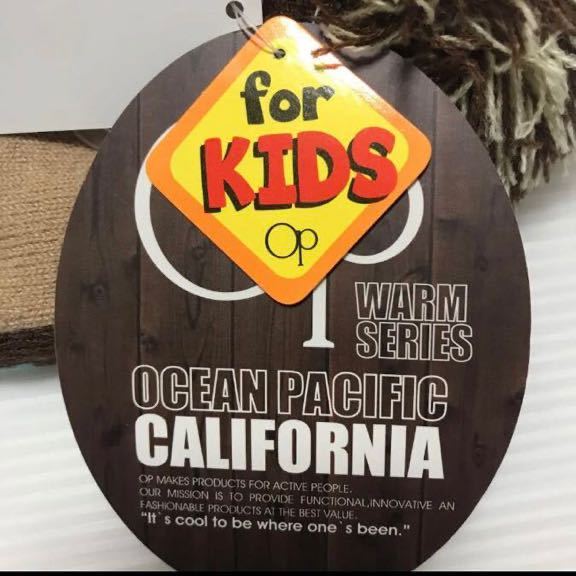 for
KIDS
Op
Op
WARM
SERIES
OCEAN PACIFIC
CALIFORNIA
OP MAKES PRODUCTS FOR ACTIVE PEOPLE.
OUR MISSION IS TO PROVIDE FUNCTIONAL,INNOVATIVE AN
FASHIONABLE PRODUCTS AT THE BEST VALUE.
"It`s cool to be where one`s been."